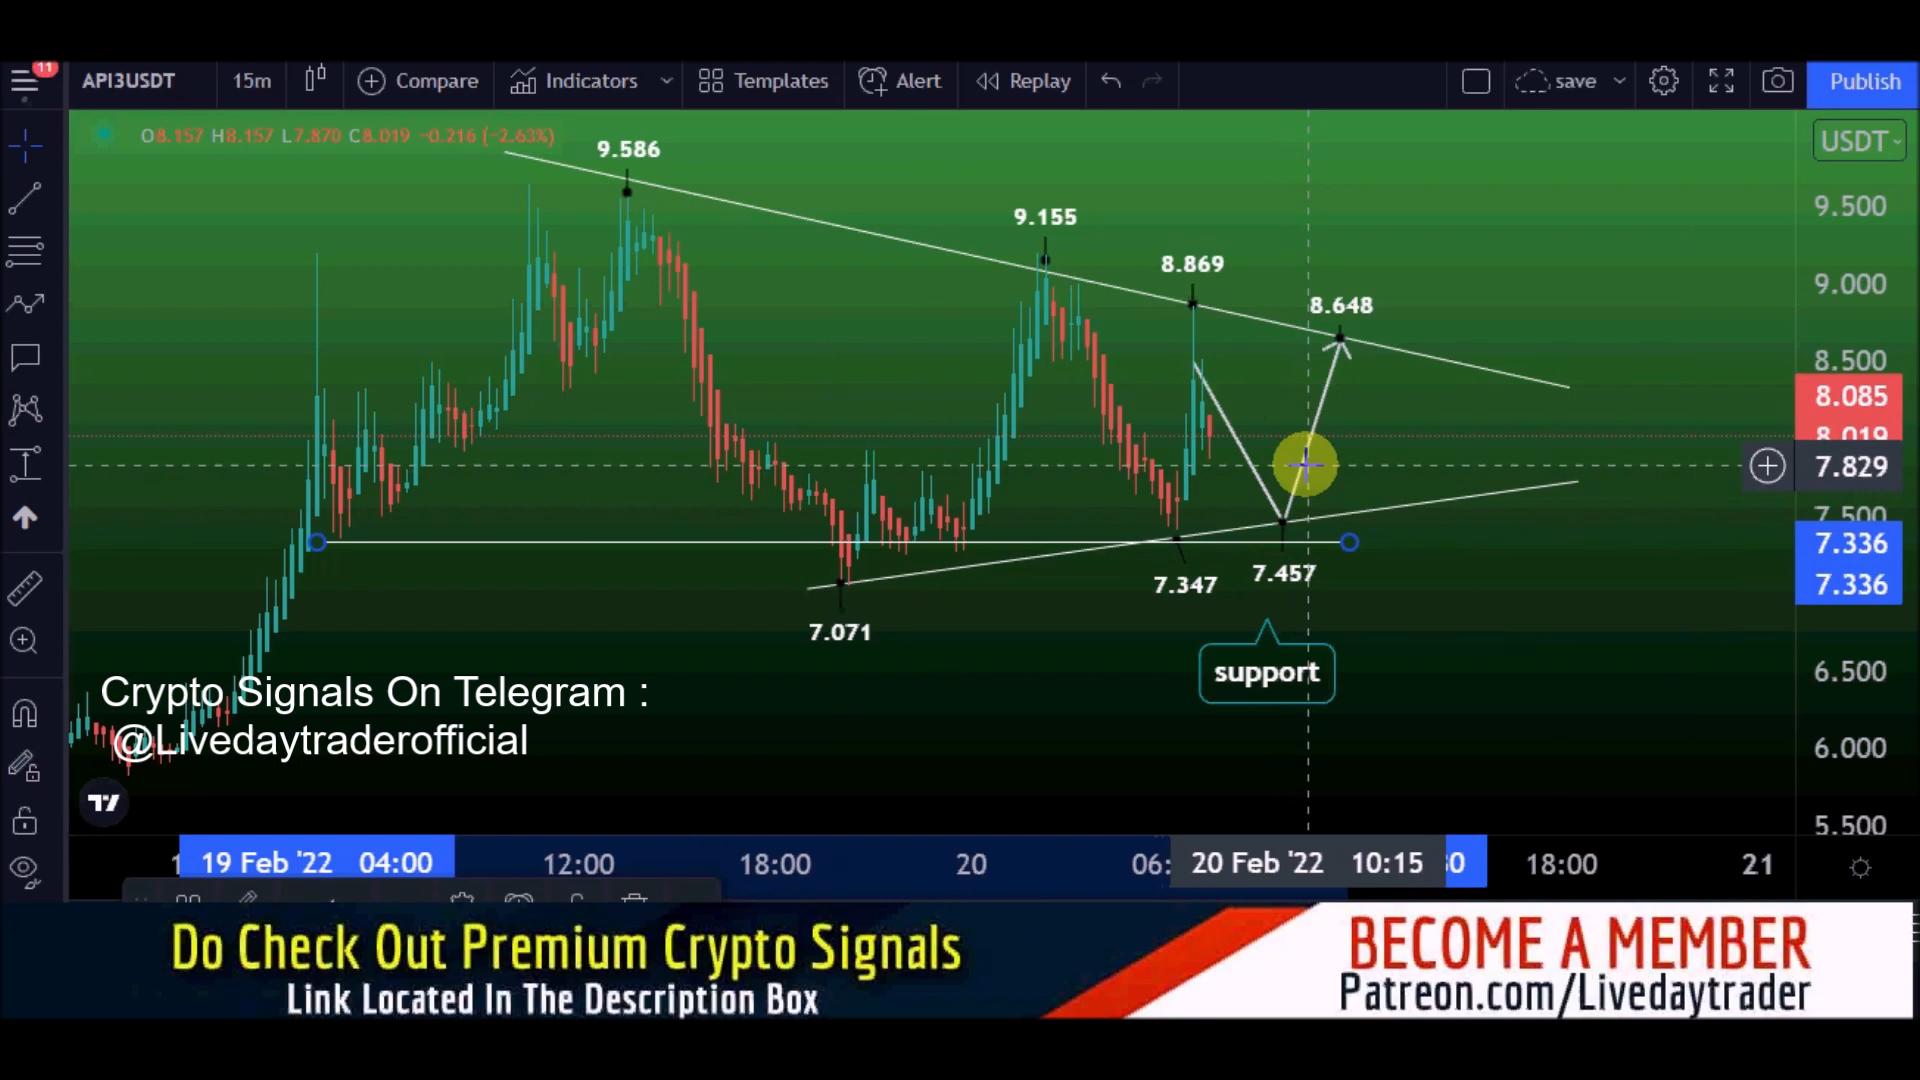 11
API3USDT 15m Compare Indicators Templates Alert Replay save Publish
O8.157 H8.157 L7.870 C8.019 −0.216 (−2.63%)
USDT
9.586
9.500
9.155
9.000
8.869
8.648
8.500
8.085
8.019
7.829
7.500
7.336
7.457
7.347
7.336
7.071
support
6.500
Crypto Signals On Telegram :
@Livedaytraderofficial
6.000
5.500
19 Feb '22 04:00 12:00 18:00 20 06: 20 Feb '22 10:15 18:00 21
Do Check Out Premium Crypto Signals
Link Located In The Description Box
BECOME A MEMBER
Patreon.com/Livedaytrader